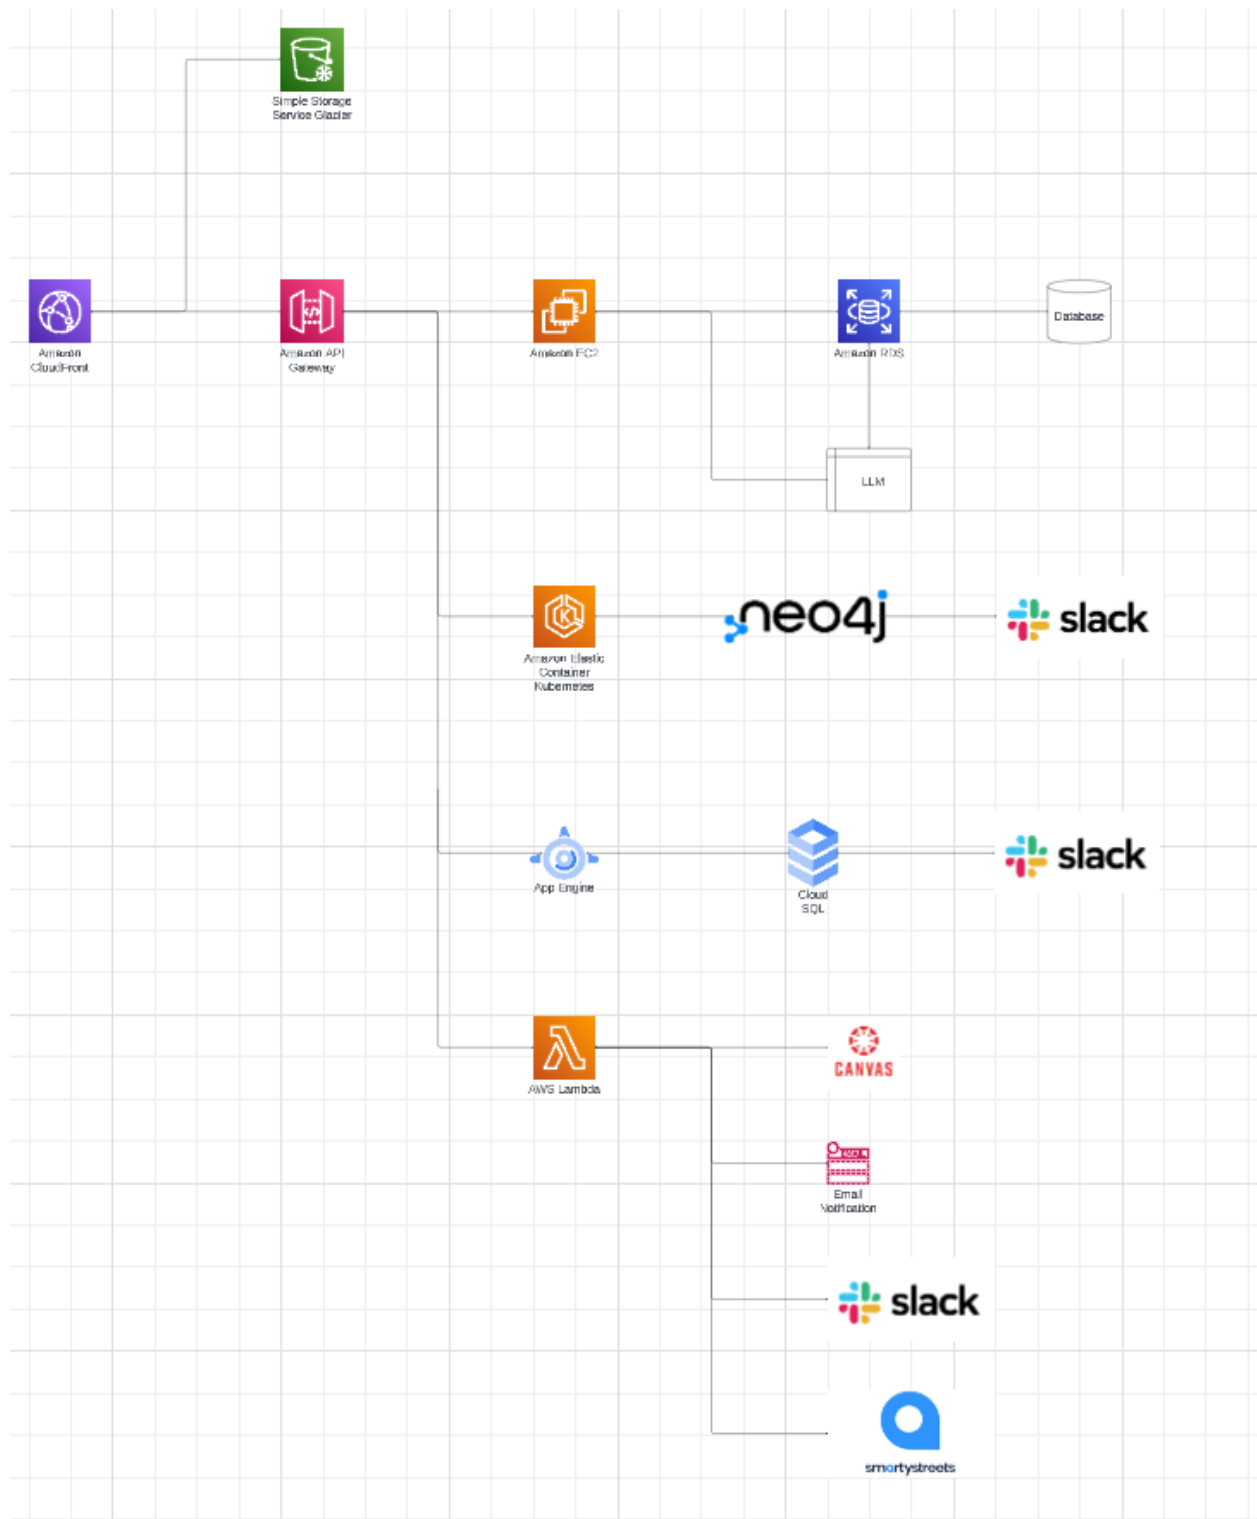 Simple Storage
Service Glacier
Amazon
CloudFront
Amazon API
Gateway
Amazon EC2
Amazon RDS
Database
LLM
Amazon Elastic
Container
Kubernetes
neo4j
slack
App Engine
Cloud
SQL
slack
AWS Lambda
CANVAS
Email
Notification
slack
smartystreets